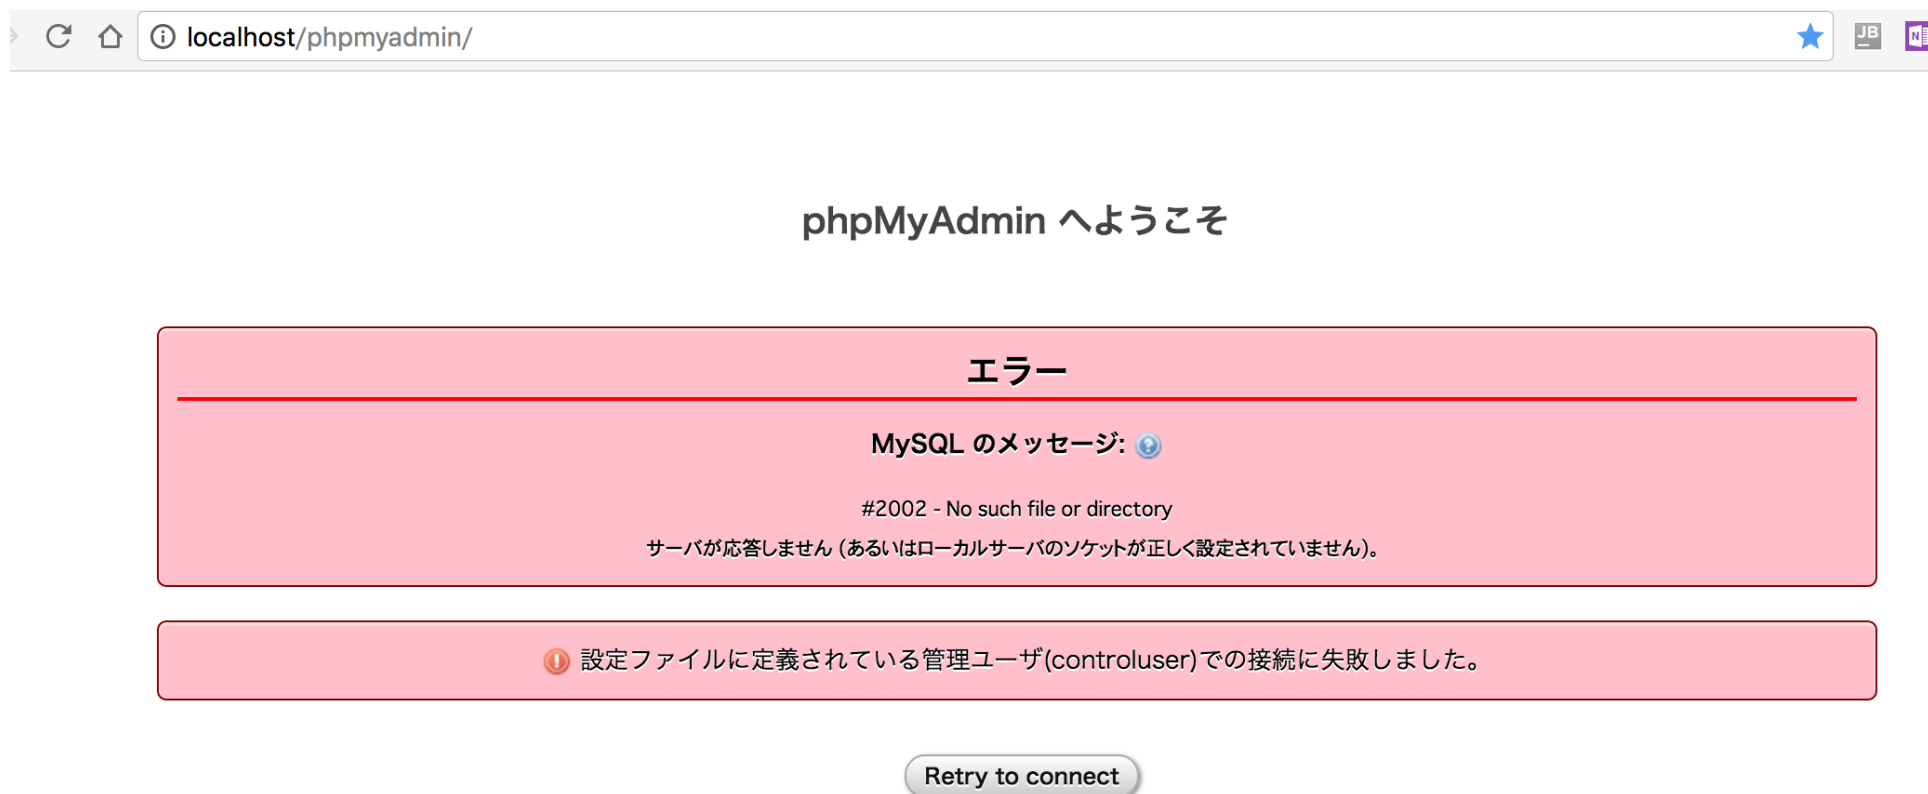 localhost/phpmyadmin/
JB
N
phpMyAdmin へようこそ
エラー
MySQL のメッセージ:
#2002 - No such file or directory
サーバが応答しません (あるいはローカルサーバのソケットが正しく設定されていません)。
設定ファイルに定義されている管理ユーザ(controluser)での接続に失敗しました。
Retry to connect